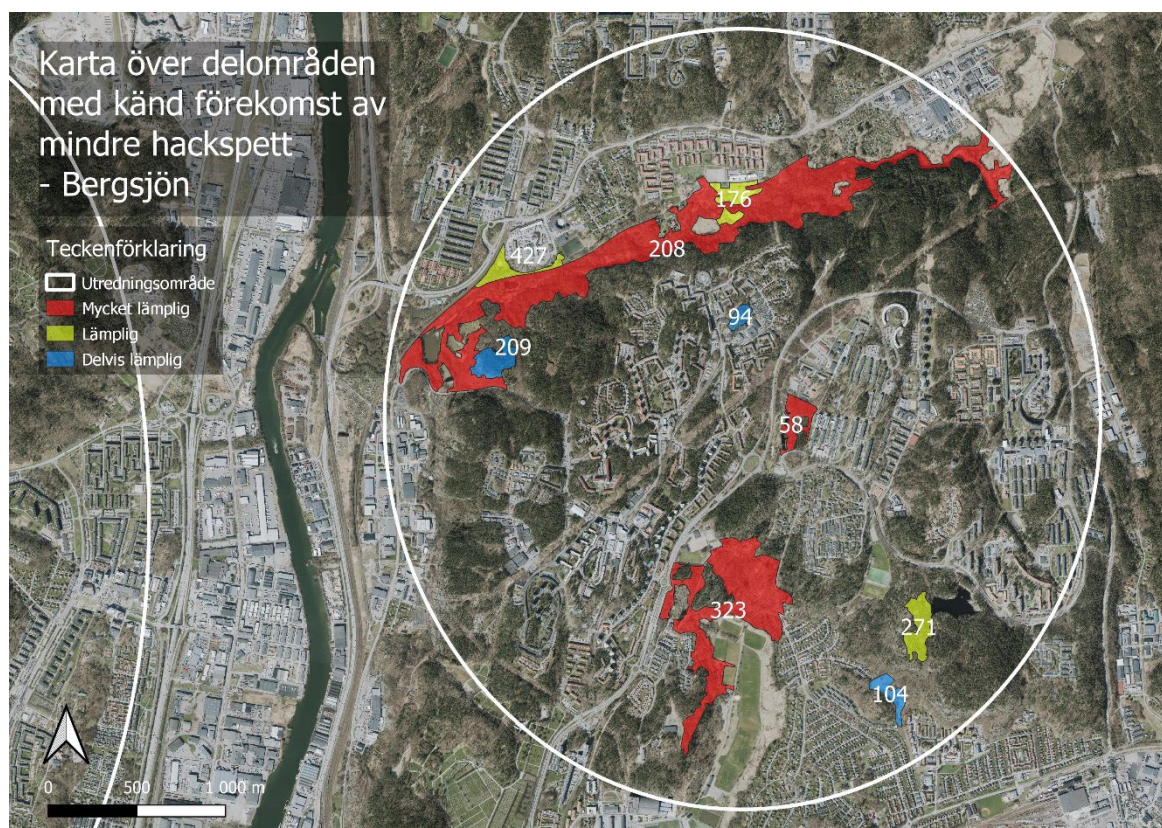 Karta över delområden
med känd förekomst av
mindre hackspett
- Bergsjön
Teckenförklaring
Utredningsområde
Mycket lämplig
Lämplig
Delvis lämplig
176
427
208
94
209
58
323
271
104
0 500 1 000 m